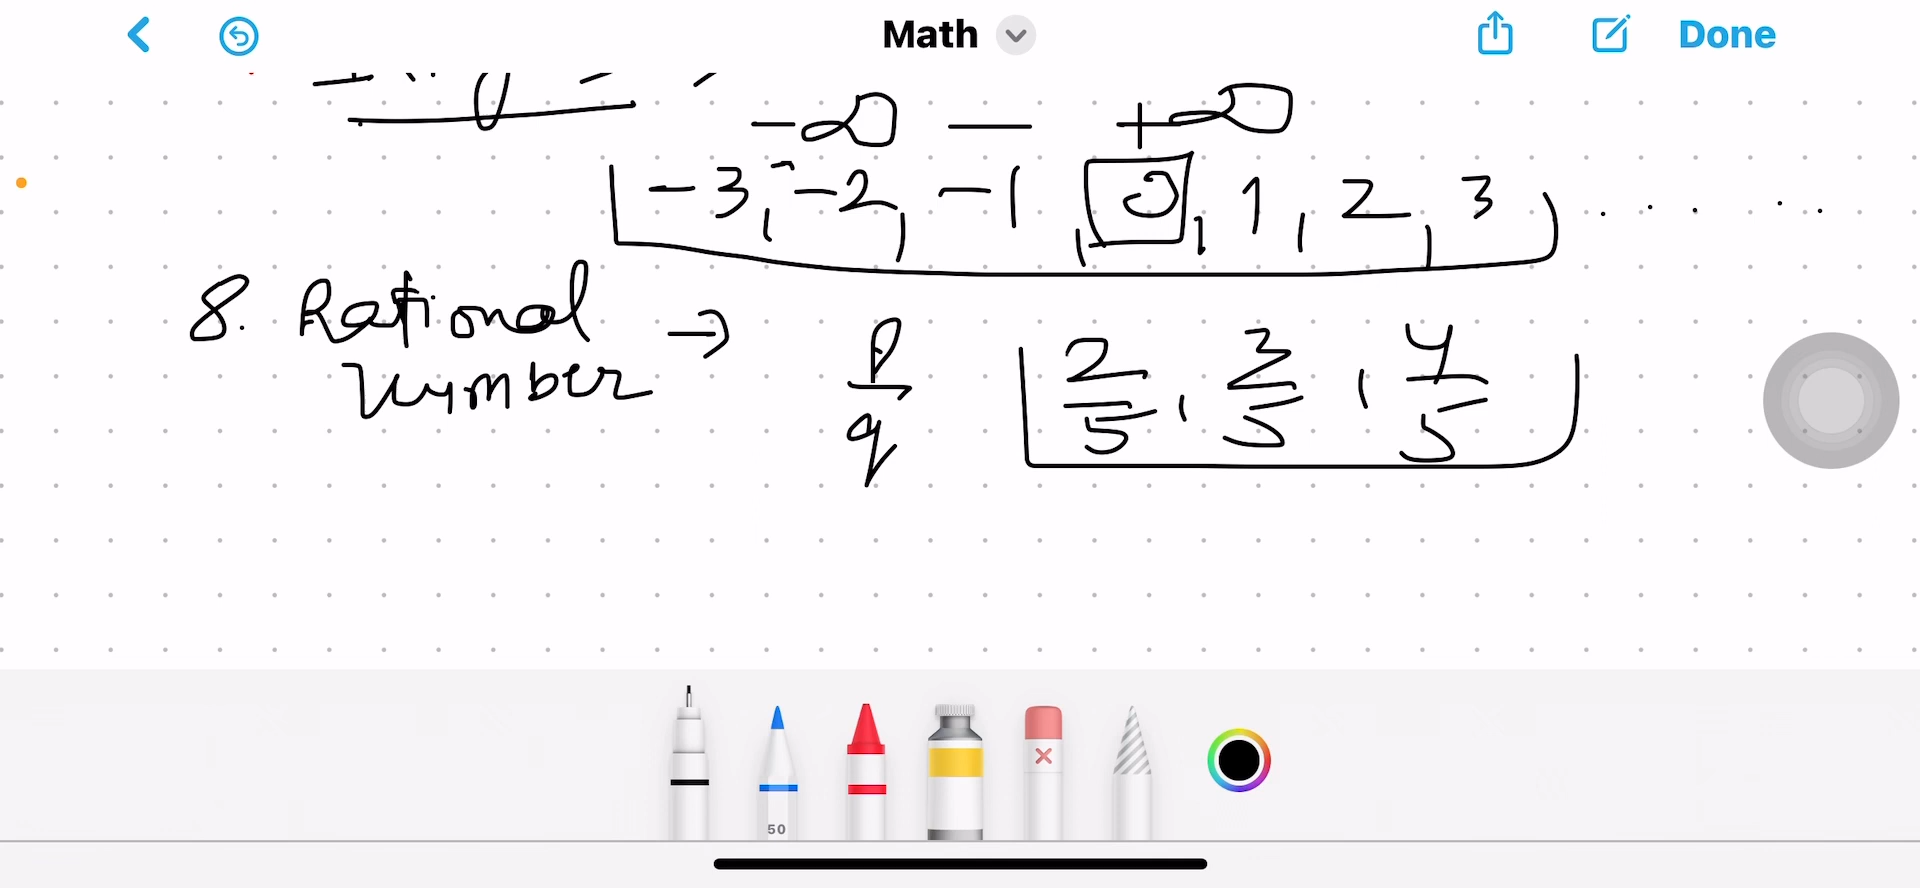 Math
Done
-∞ — +∞
-3, -2, -1, 0, 1, 2, 3 . . . . . .
8. Rational → p/q 2/5, 3/5, 4/5
Number
50